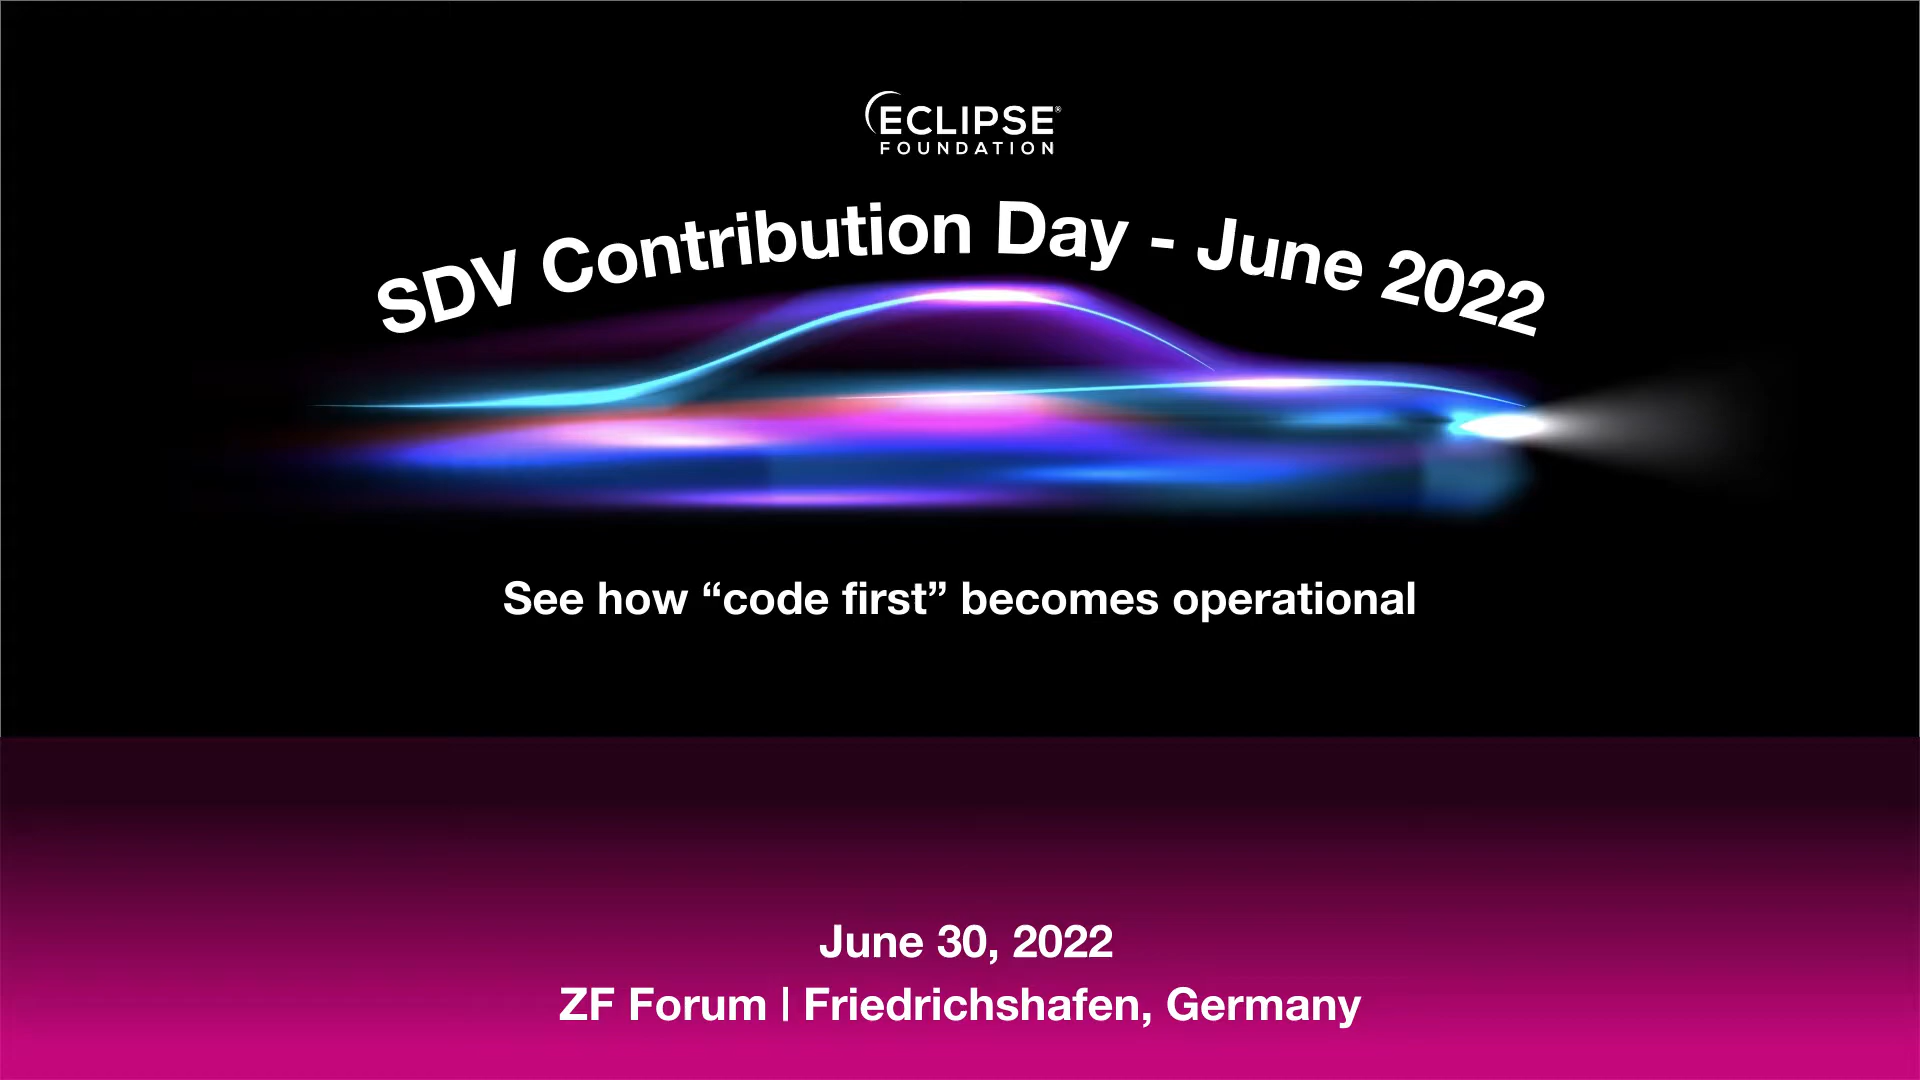 ECLIPSE®
FOUNDATION
SDV Contribution Day - June 2022
See how “code first” becomes operational
June 30, 2022
ZF Forum | Friedrichshafen, Germany